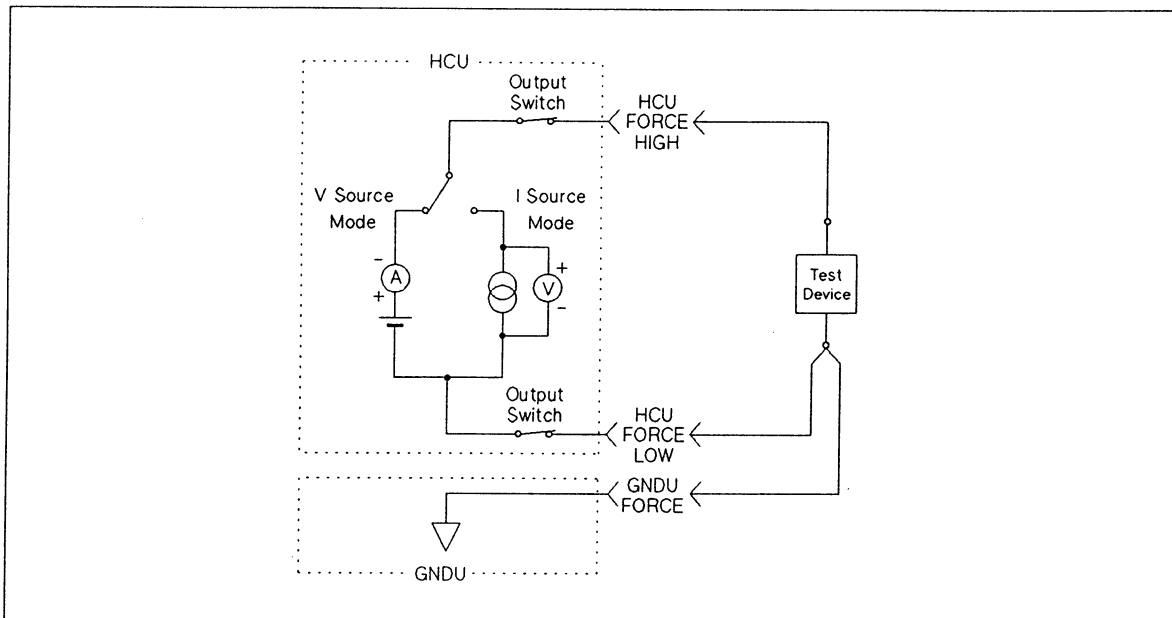 HCU
Output
Switch
HCU
FORCE
HIGH
V Source
Mode
I Source
Mode
-
A
+
+
V
-
Test
Device
Output
Switch
HCU
FORCE
LOW
GNDU
FORCE
GNDU